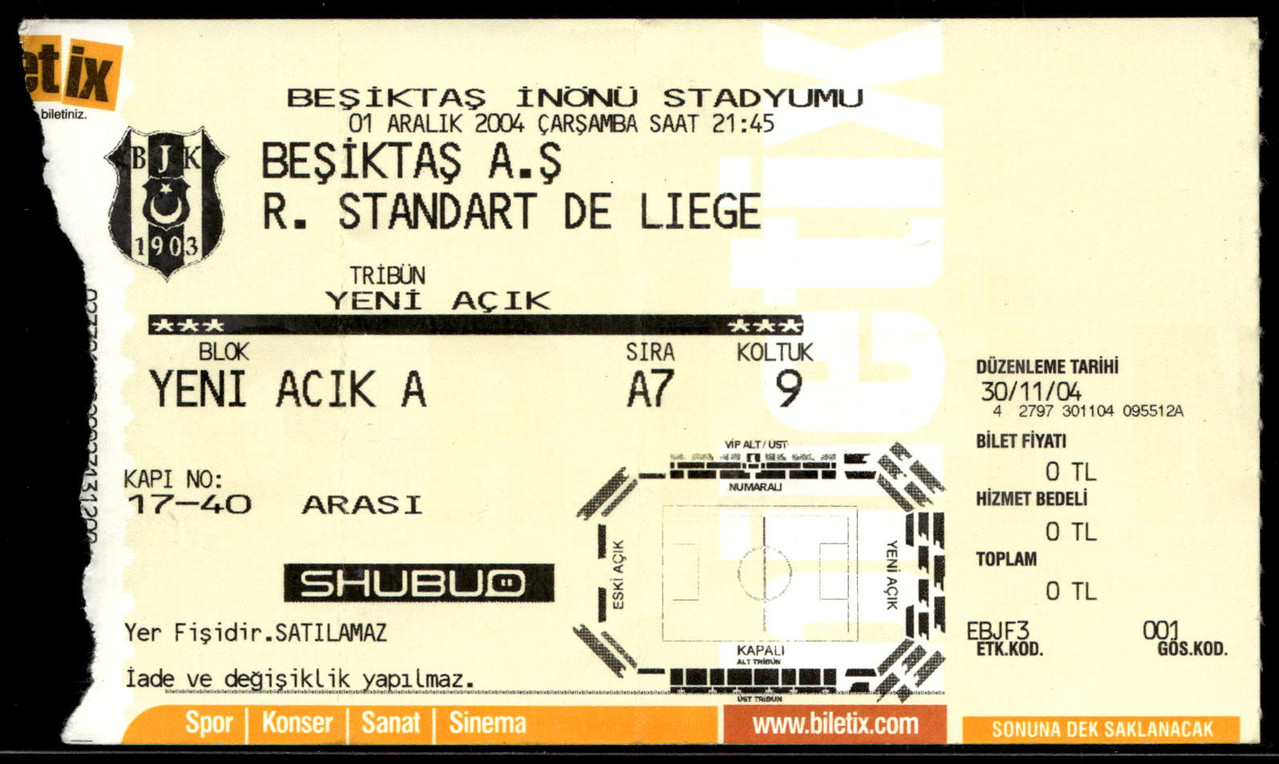 etix
biletiniz.
BEŞİKTAŞ İNÖNÜ STADYUMU
01 ARALIK 2004 ÇARŞAMBA SAAT 21:45
BJK
1903
BEŞİKTAŞ A.Ş
R. STANDART DE LIEGE
TRİBÜN
YENİ AÇIK
*** ***
BLOK SIRA KOLTUK
YENI ACIK A A7 9
KAPI NO:
17-40 ARASI
SHUBUO
Yer Fişidir.SATILAMAZ
İade ve değişiklik yapılmaz.
VİP ALT / ÜST
NUMARALI
ESKİ AÇIK
YENİ AÇIK
KAPALI
ALT TRİBÜN
ÜST TRİBÜN
DÜZENLEME TARİHİ
30/11/04
4 2797 301104 095512A
BİLET FİYATI
0 TL
HİZMET BEDELİ
0 TL
TOPLAM
0 TL
EBJF3 001
ETK.KOD. GÖS.KOD.
Spor | Konser | Sanat | Sinema
www.biletix.com
SONUNA DEK SAKLANACAK